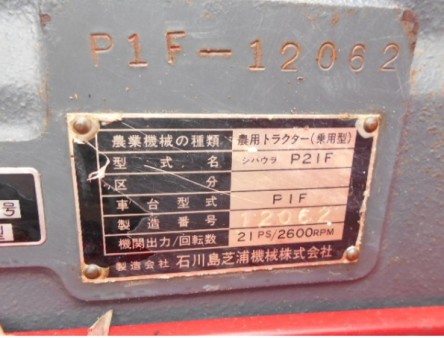 P1F-12062
農業機械の種類 農用トラクター(乗用型)
型式名 シバウラ P21F
区分
車台型式 P1F
製造番号 12062
機関出力/回転数 21PS/2600RPM
製造会社 石川島芝浦機械株式会社
号
型